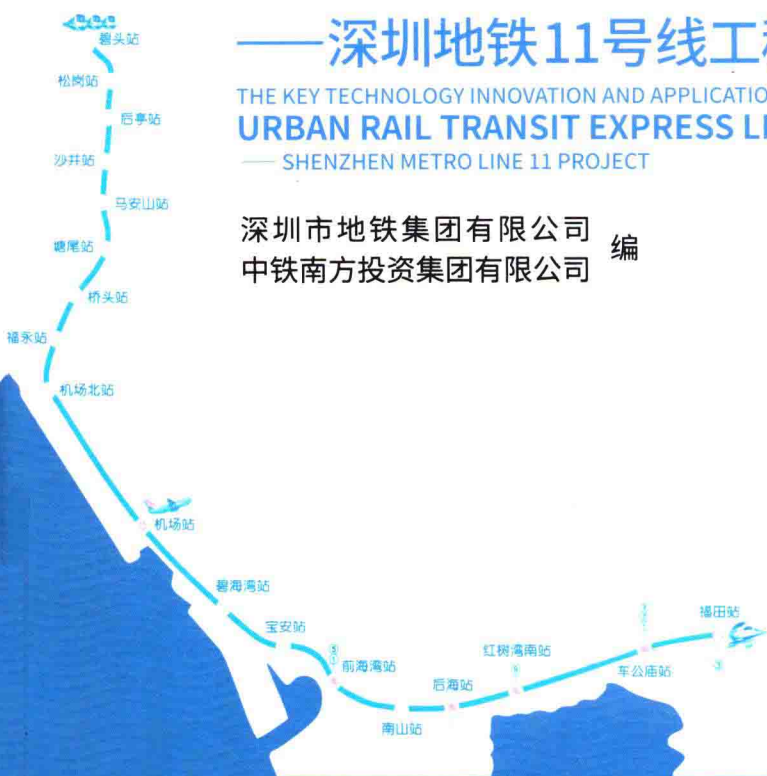 ——深圳地铁11号线工
THE KEY TECHNOLOGY INNOVATION AND APPLICATIO
URBAN RAIL TRANSIT EXPRESS LI
—— SHENZHEN METRO LINE 11 PROJECT
深圳市地铁集团有限公司
中铁南方投资集团有限公司
编
碧头站
松岗站
后亭站
沙井站
马安山站
塘尾站
桥头站
福永站
机场北站
机场站
碧海湾站
宝安站
前海湾站
南山站
后海站
红树湾南站
车公庙站
福田站